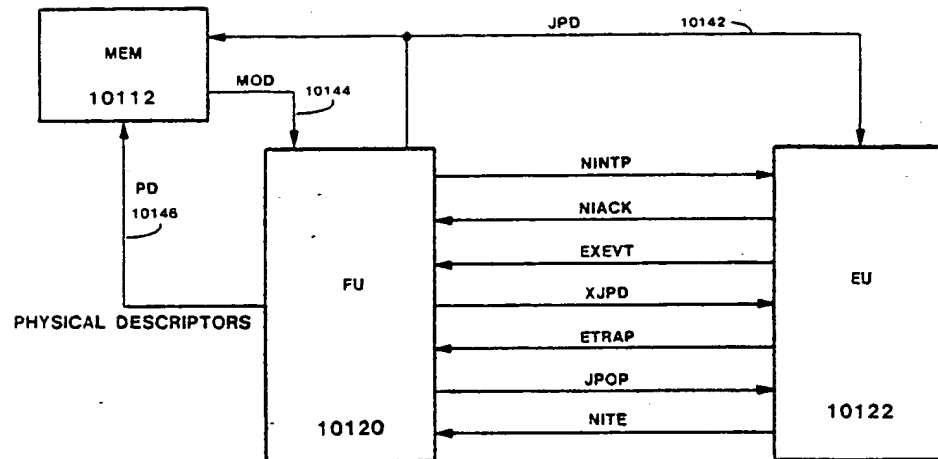 JPD
10142
MEM
10112
MOD
10144
PD
10146
PHYSICAL DESCRIPTORS
FU
10120
NINTP
NIACK
EXEVT
XJPD
ETRAP
JPOP
NITE
EU
10122